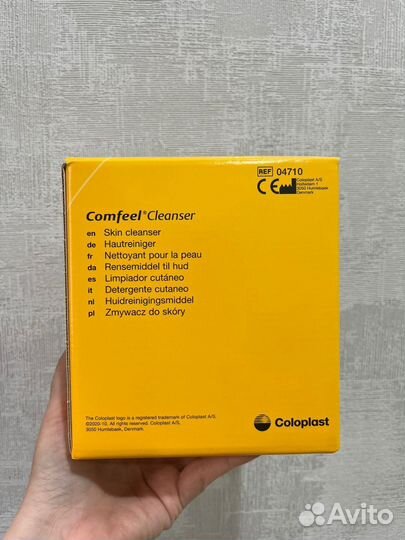 REF 04710
CE
Coloplast A/S
Holtedam 1
3050 Humlebaek
Denmark
Comfeel® Cleanser
en Skin cleanser
de Hautreiniger
fr Nettoyant pour la peau
da Rensemiddel til hud
es Limpiador cutáneo
it Detergente cutaneo
nl Huidreinigingsmiddel
pl Zmywacz do skóry
The Coloplast logo is a registered trademark of Coloplast A/S.
©2020-10. All rights reserved. Coloplast A/S,
3050 Humlebaek, Denmark.
Coloplast
Avito